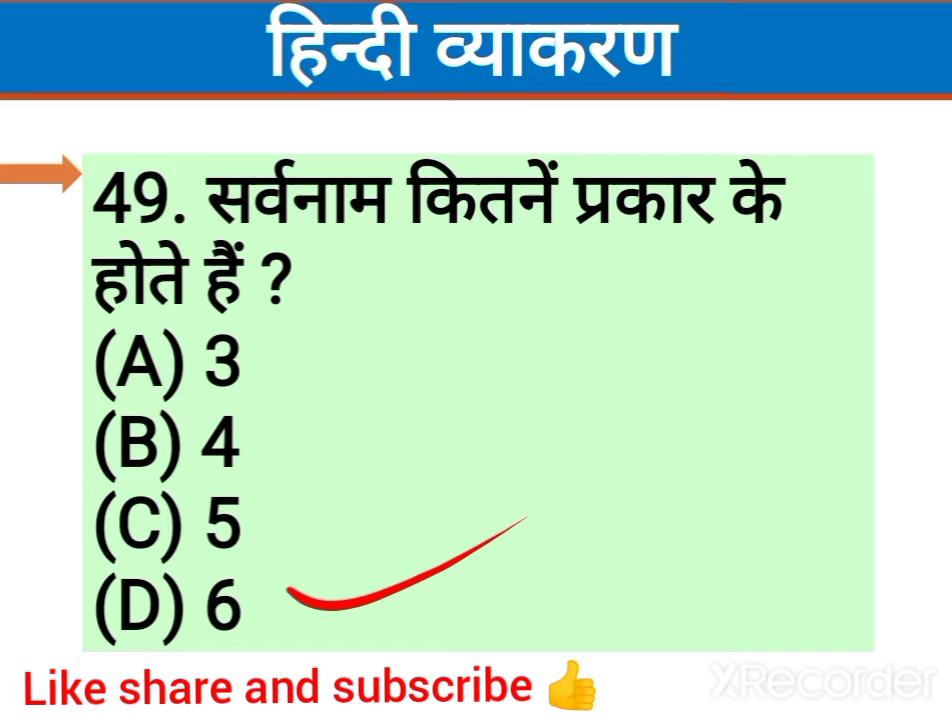 हिन्दी व्याकरण
49. सर्वनाम कितनें प्रकार के
होते हैं ?
(A) 3
(B) 4
(C) 5
(D) 6
Like share and subscribe 👍
XRecorder